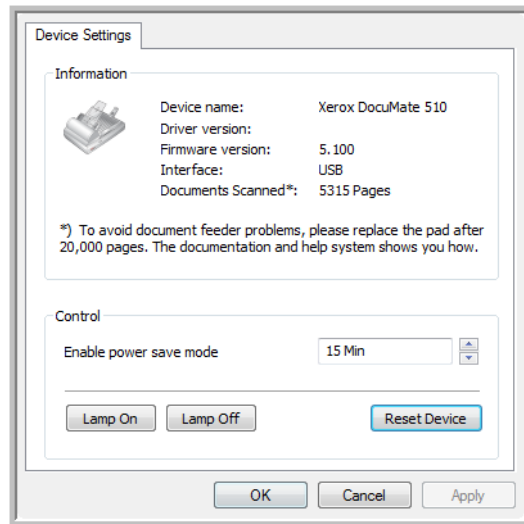 Device Settings
Information
Device name: Xerox DocuMate 510
Driver version:
Firmware version: 5.100
Interface: USB
Documents Scanned*: 5315 Pages
*) To avoid document feeder problems, please replace the pad after
20,000 pages. The documentation and help system shows you how.
Control
Enable power save mode 15 Min
Lamp On Lamp Off Reset Device
OK Cancel Apply